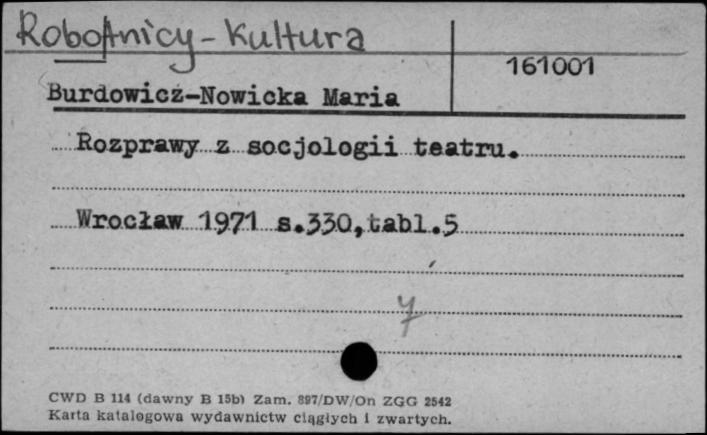 Robotnicy - Kultura
161001
Burdowicz-Nowicka Maria
Rozprawy z socjologii teatru.
Wrocław 1971 s.330,tabl.5
7
CWD B 114 (dawny B 15b) Zam. 897/DW/On ZGG 2542
Karta katalogowa wydawnictw ciągłych i zwartych.